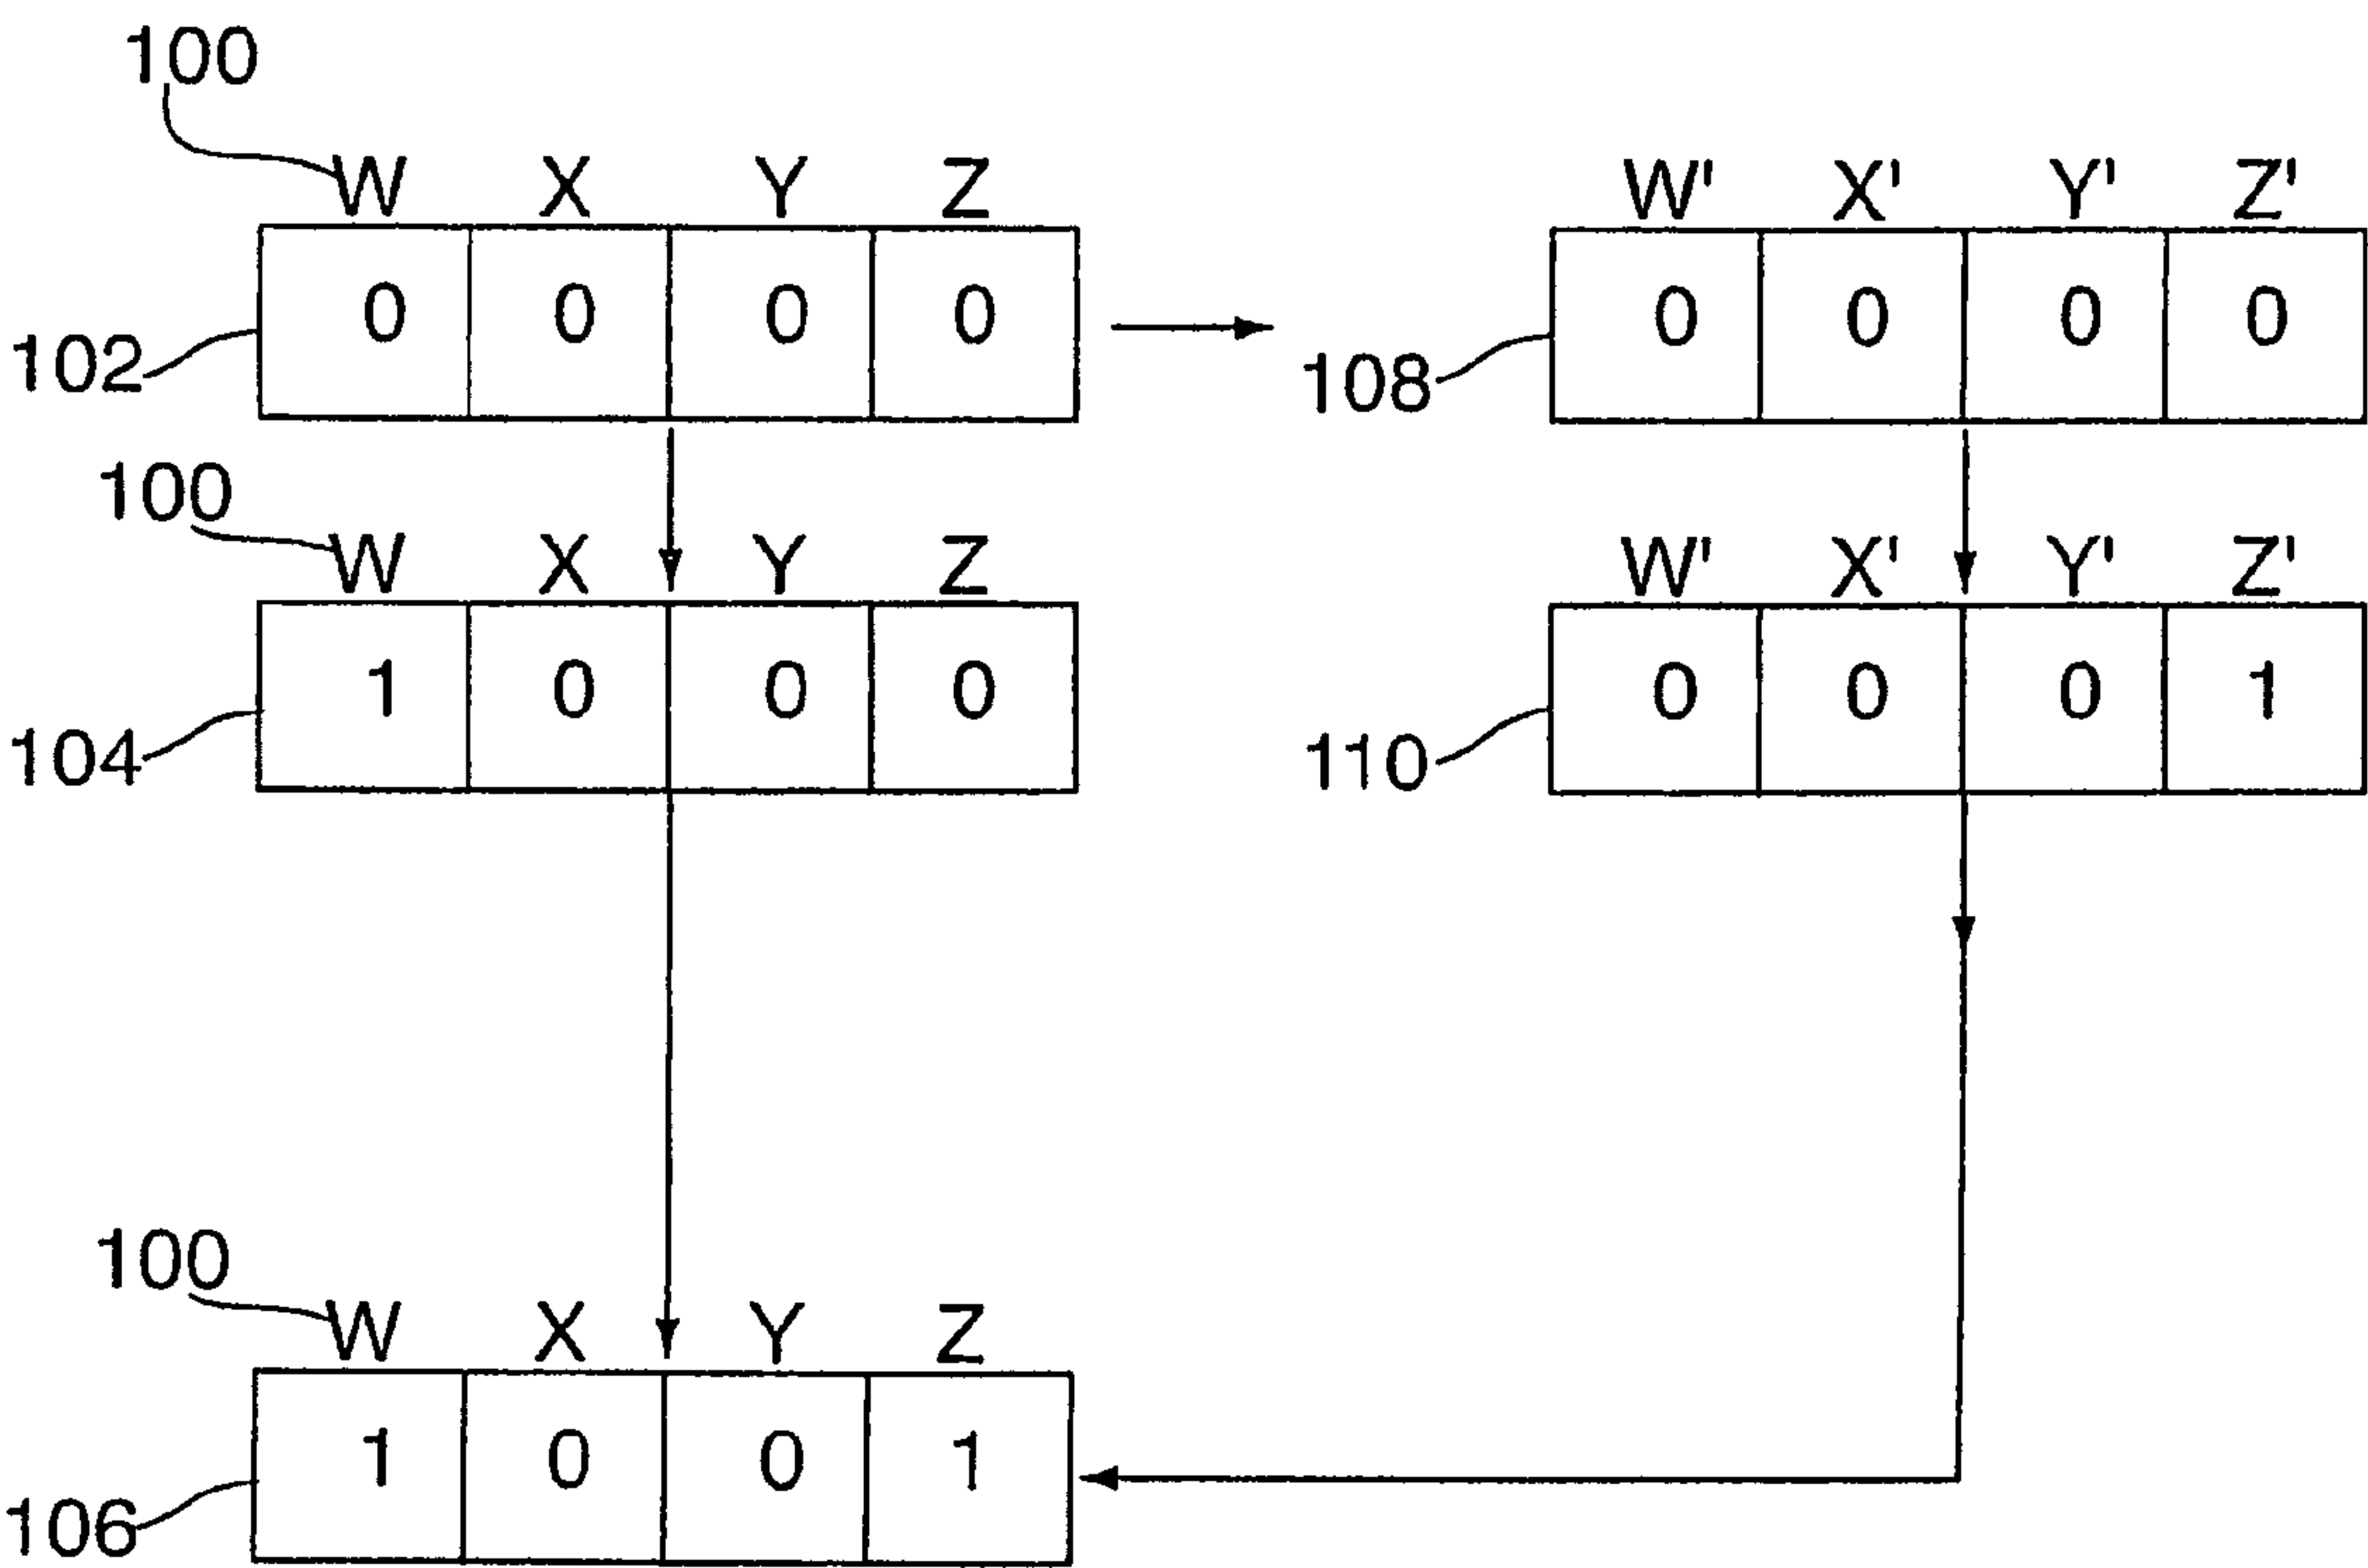 100
W X Y Z W' X' Y' Z'
0 0 0 0 0 0 0 0
102 108
100
W X Y Z W' X' Y' Z'
1 0 0 0 0 0 0 1
104 110
100
W X Y Z
1 0 0 1
106